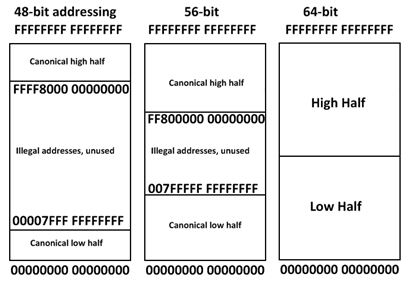 48-bit addressing
FFFFFFFF FFFFFFFF
Canonical high half
FFFF8000 00000000
Illegal addresses, unused
00007FFF FFFFFFFF
Canonical low half
00000000 00000000
56-bit
FFFFFFFF FFFFFFFF
Canonical high half
FF800000 00000000
Illegal addresses, unused
007FFFFF FFFFFFFF
Canonical low half
00000000 00000000
64-bit
FFFFFFFF FFFFFFFF
High Half
Low Half
00000000 00000000